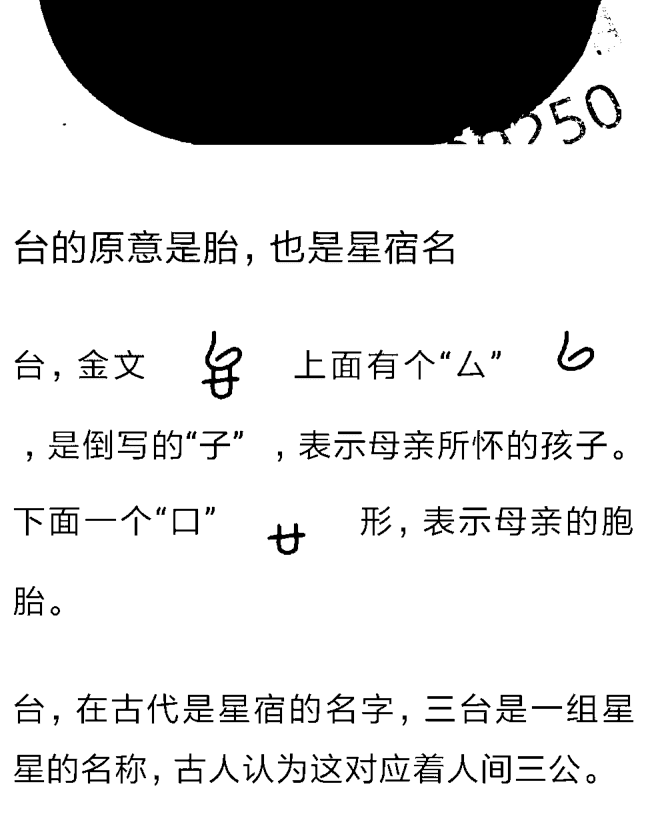 250
台的原意是胎，也是星宿名
台，金文 上面有个“厶”
，是倒写的“子”，表示母亲所怀的孩子。
下面一个“口” 形，表示母亲的胞
胎。
台，在古代是星宿的名字，三台是一组星
星的名称，古人认为这对应着人间三公。